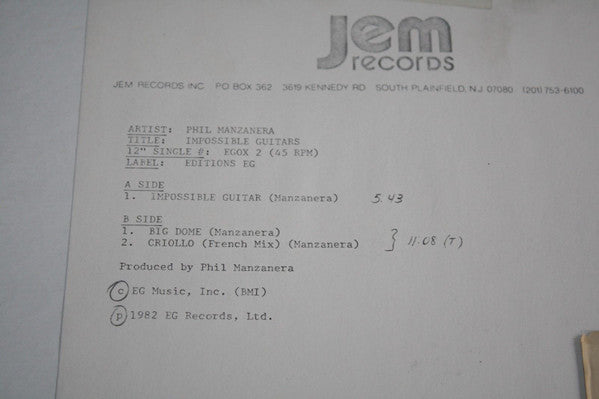 jem
records
JEM RECORDS INC PO BOX 362 3619 KENNEDY RD SOUTH PLAINFIELD, NJ 07080 (201) 753-6100
ARTIST: PHIL MANZANERA
TITLE: IMPOSSIBLE GUITARS
12" SINGLE #: EGOX 2 (45 RPM)
LABEL: EDITIONS EG
A SIDE
1. IMPOSSIBLE GUITAR (Manzanera) 5.43
B SIDE
1. BIG DOME (Manzanera)
2. CRIOLLO (French Mix) (Manzanera) } 11:08 (T)
Produced by Phil Manzanera
©EG Music, Inc. (BMI)
℗1982 EG Records, Ltd.